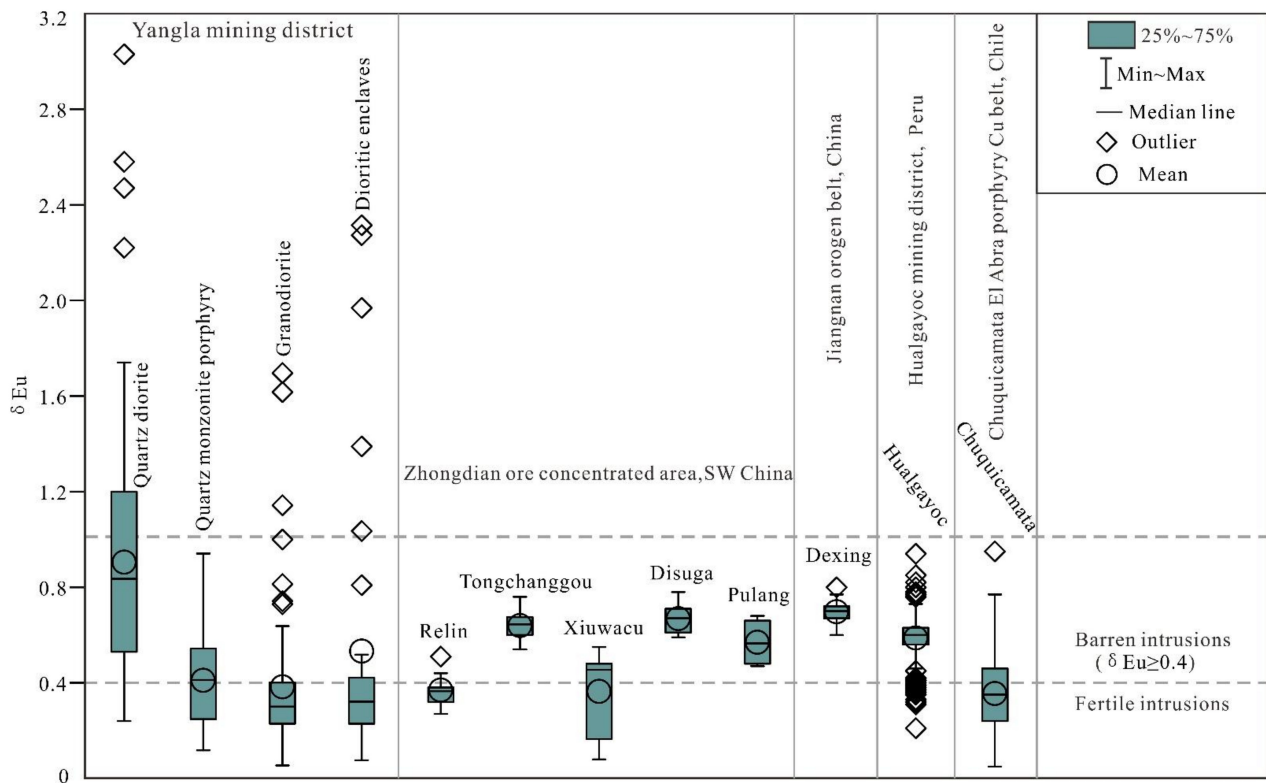 3.2
2.8
2.4
2.0
1.6
1.2
0.8
0.4
0
δ Eu
Yangla mining district
Quartz diorite
Quartz monzonite porphyry
Granodiorite
Dioritic enclaves
Zhongdian ore concentrated area,SW China
Relin
Tongchanggou
Xiuwacu
Disuga
Pulang
Jiangnan orogen belt, China
Dexing
Hualgayoc mining district, Peru
Hualgayoc
Chuquicamata El Abra porphyry Cu belt, Chile
Chuquicamata
25%~75%
Min~Max
Median line
Outlier
Mean
Barren intrusions
( δ Eu≥0.4)
Fertile intrusions